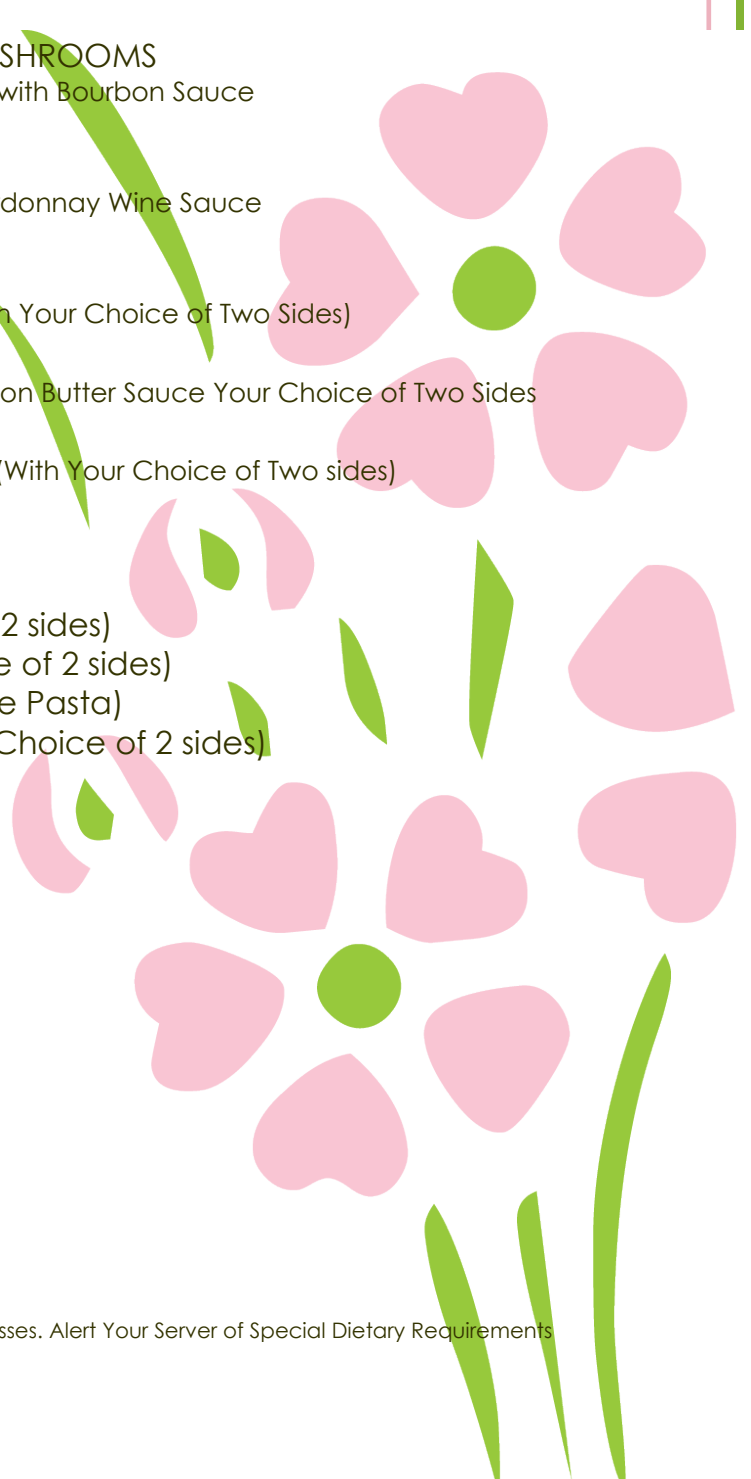 SHROOMS
with Bourbon Sauce
donnay Wine Sauce
Your Choice of Two Sides)
on Butter Sauce Your Choice of Two Sides
(With Your Choice of Two sides)
2 sides)
of 2 sides)
Pasta)
Choice of 2 sides)
sses. Alert Your Server of Special Dietary Requirements